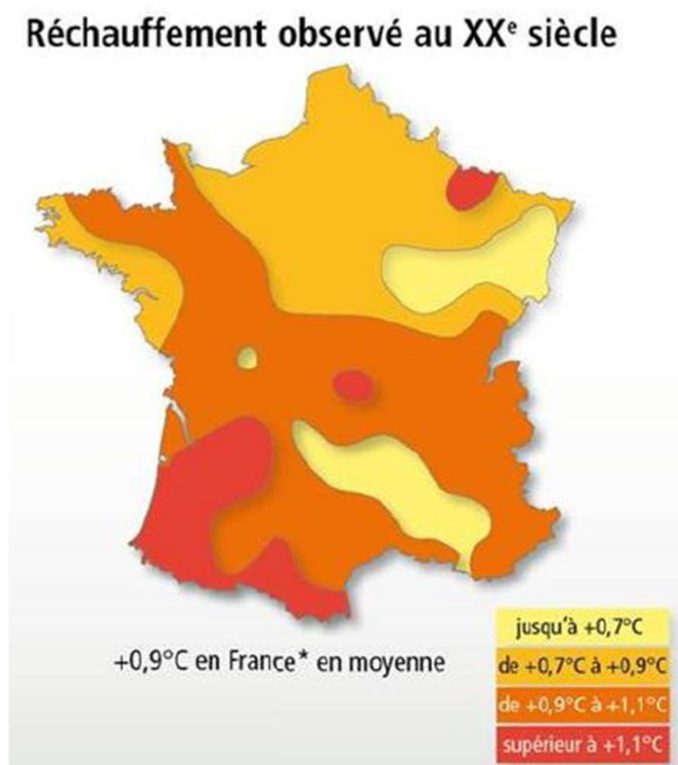 Réchauffement observé au XXᵉ siècle
+0,9°C en France* en moyenne
jusqu'à +0,7°C
de +0,7°C à +0,9°C
de +0,9°C à +1,1°C
supérieur à +1,1°C